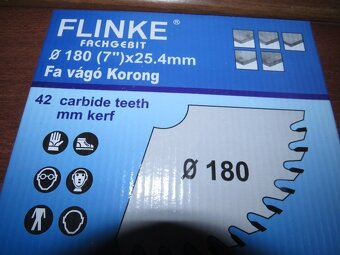 FLINKE®
FACHGEBIT
Ø 180 (7")x25.4mm
Fa vágó Korong
42 carbide teeth
mm kerf
Ø 180